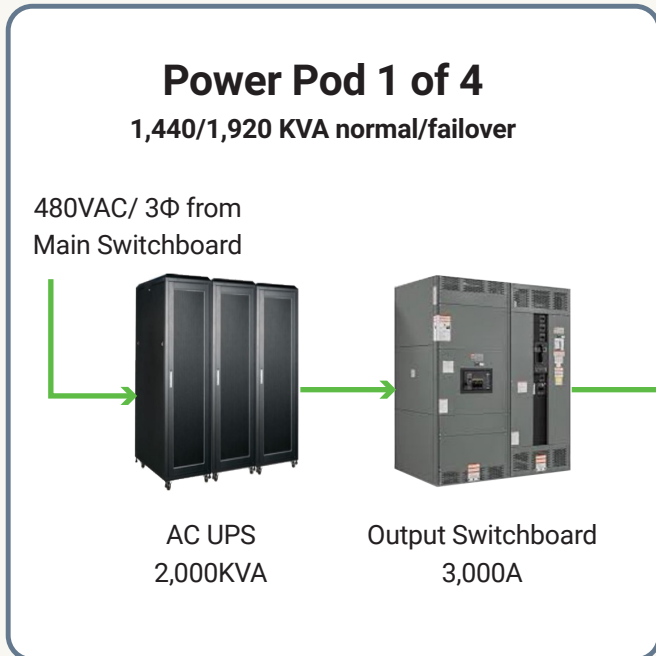 Power Pod 1 of 4
1,440/1,920 KVA normal/failover
480VAC/ 3Φ from
Main Switchboard
AC UPS
2,000KVA
Output Switchboard
3,000A